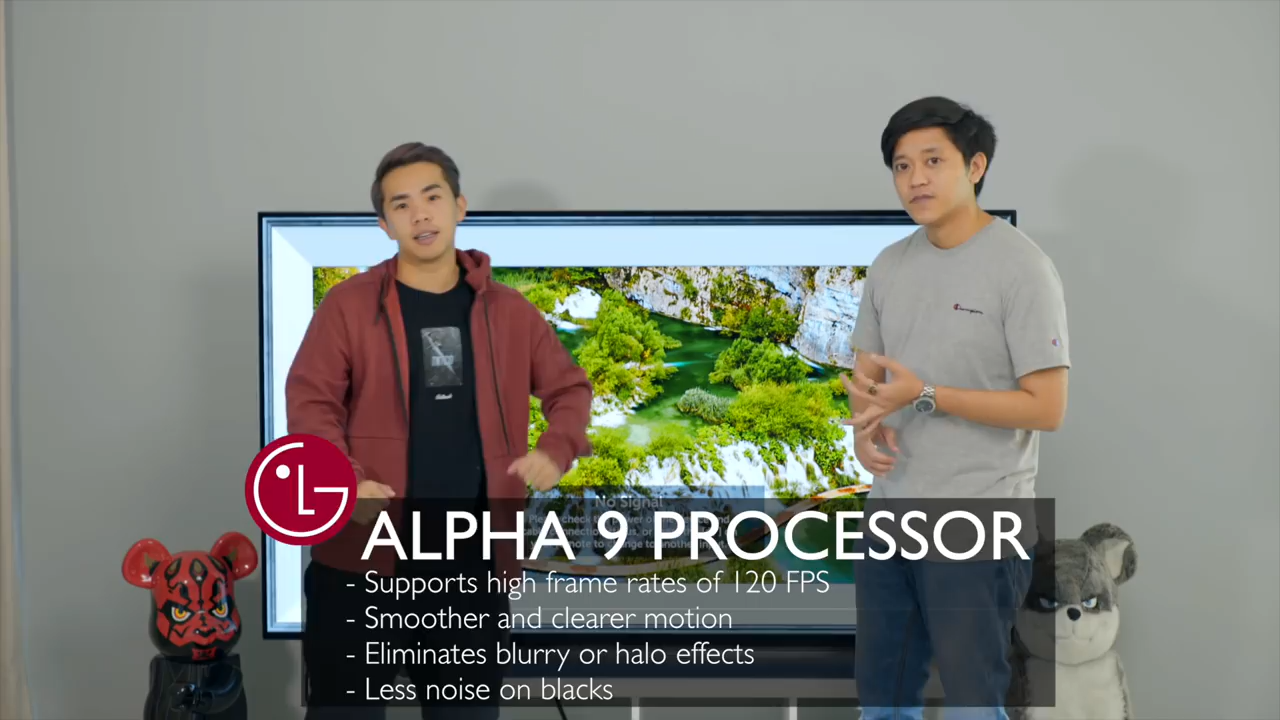 Champion
No Signal
ALPHA 9 PROCESSOR
- Supports high frame rates of 120 FPS
- Smoother and clearer motion
- Eliminates blurry or halo effects
- Less noise on blacks